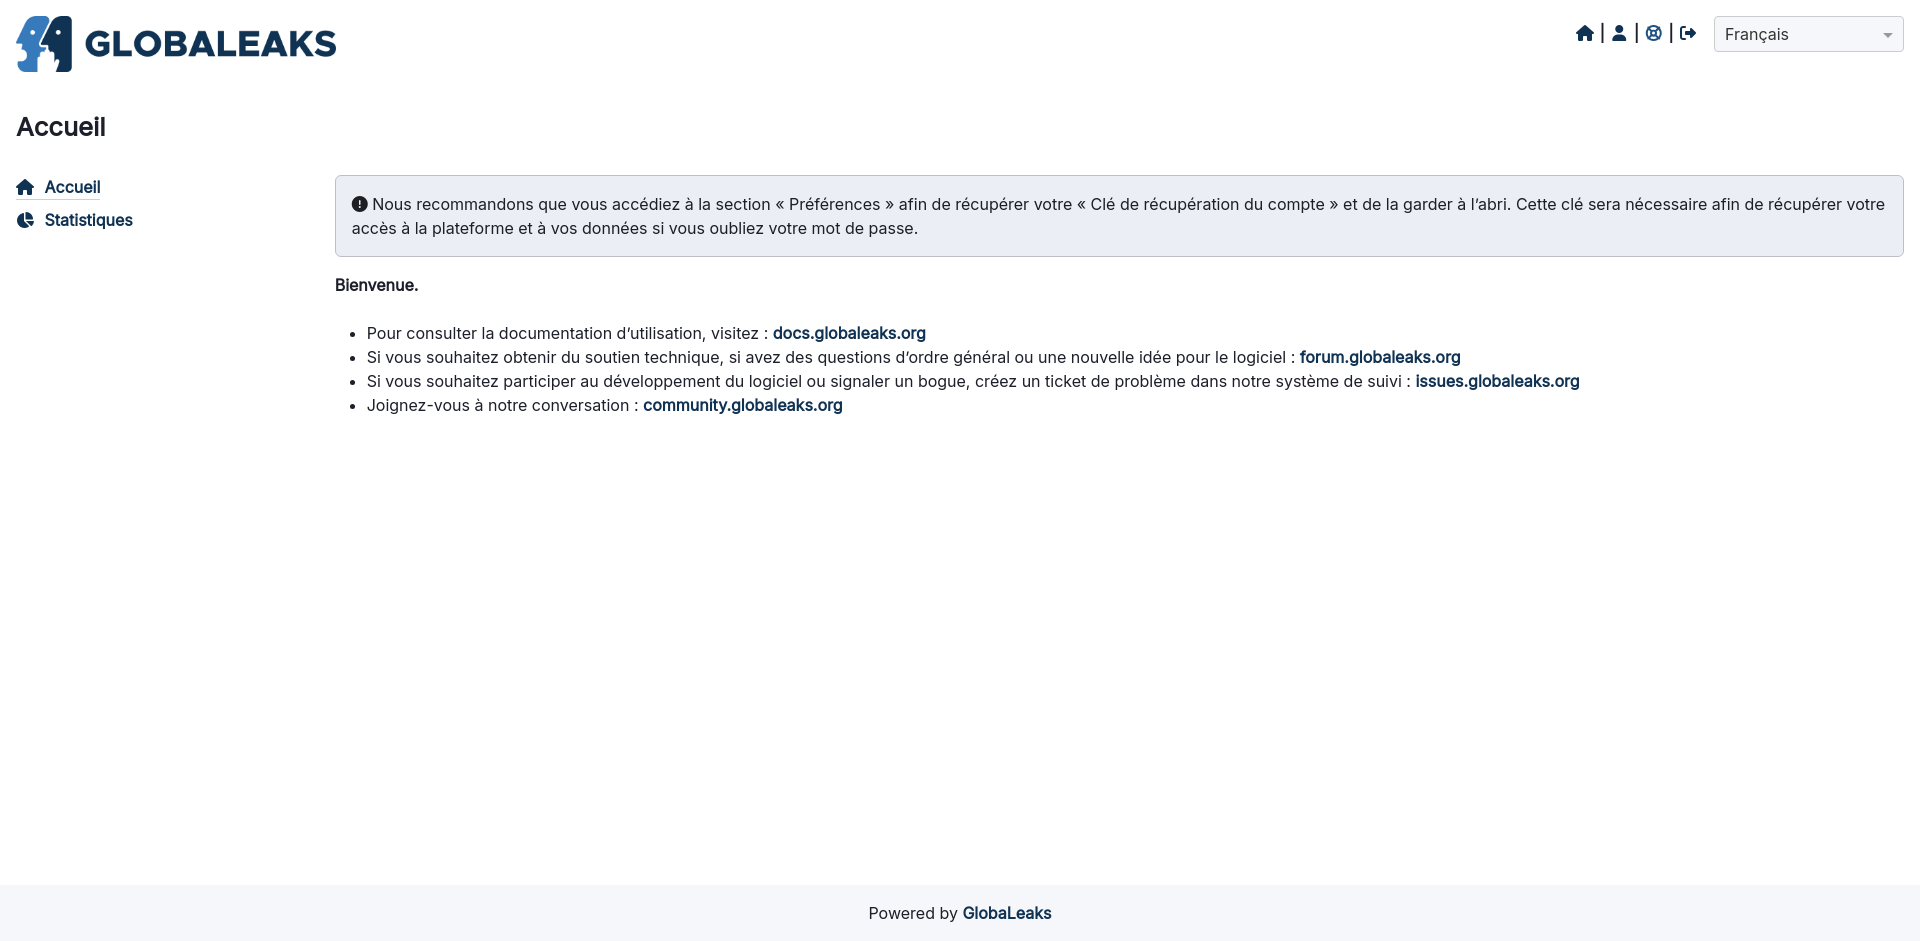 GLOBALEAKS
Français
Accueil
Accueil
Statistiques
Nous recommandons que vous accédiez à la section « Préférences » afin de récupérer votre « Clé de récupération du compte » et de la garder à l’abri. Cette clé sera nécessaire afin de récupérer votre
accès à la plateforme et à vos données si vous oubliez votre mot de passe.
Bienvenue.
Pour consulter la documentation d’utilisation, visitez : docs.globaleaks.org
Si vous souhaitez obtenir du soutien technique, si avez des questions d’ordre général ou une nouvelle idée pour le logiciel : forum.globaleaks.org
Si vous souhaitez participer au développement du logiciel ou signaler un bogue, créez un ticket de problème dans notre système de suivi : issues.globaleaks.org
Joignez-vous à notre conversation : community.globaleaks.org
Powered by GlobaLeaks